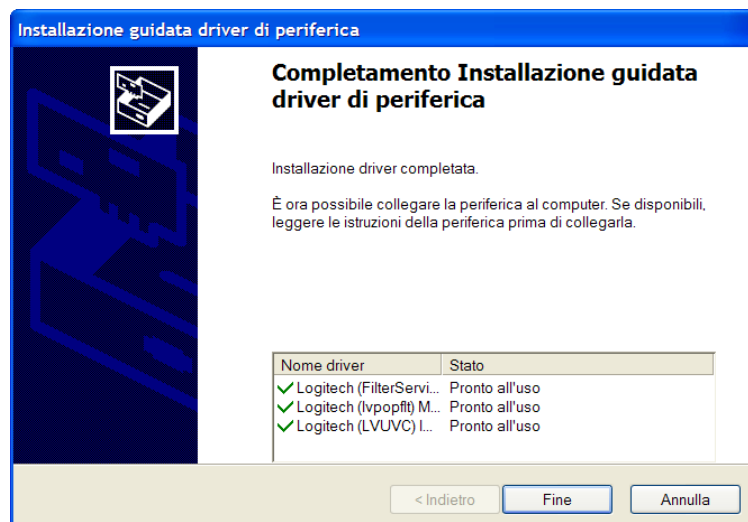 Installazione guidata driver di periferica
Completamento Installazione guidata
driver di periferica
Installazione driver completata.
È ora possibile collegare la periferica al computer. Se disponibili,
leggere le istruzioni della periferica prima di collegarla.
Nome driver Stato
Logitech (FilterServi... Pronto all'uso
Logitech (lvpopflt) M... Pronto all'uso
Logitech (LVUVC) I... Pronto all'uso
< Indietro Fine Annulla